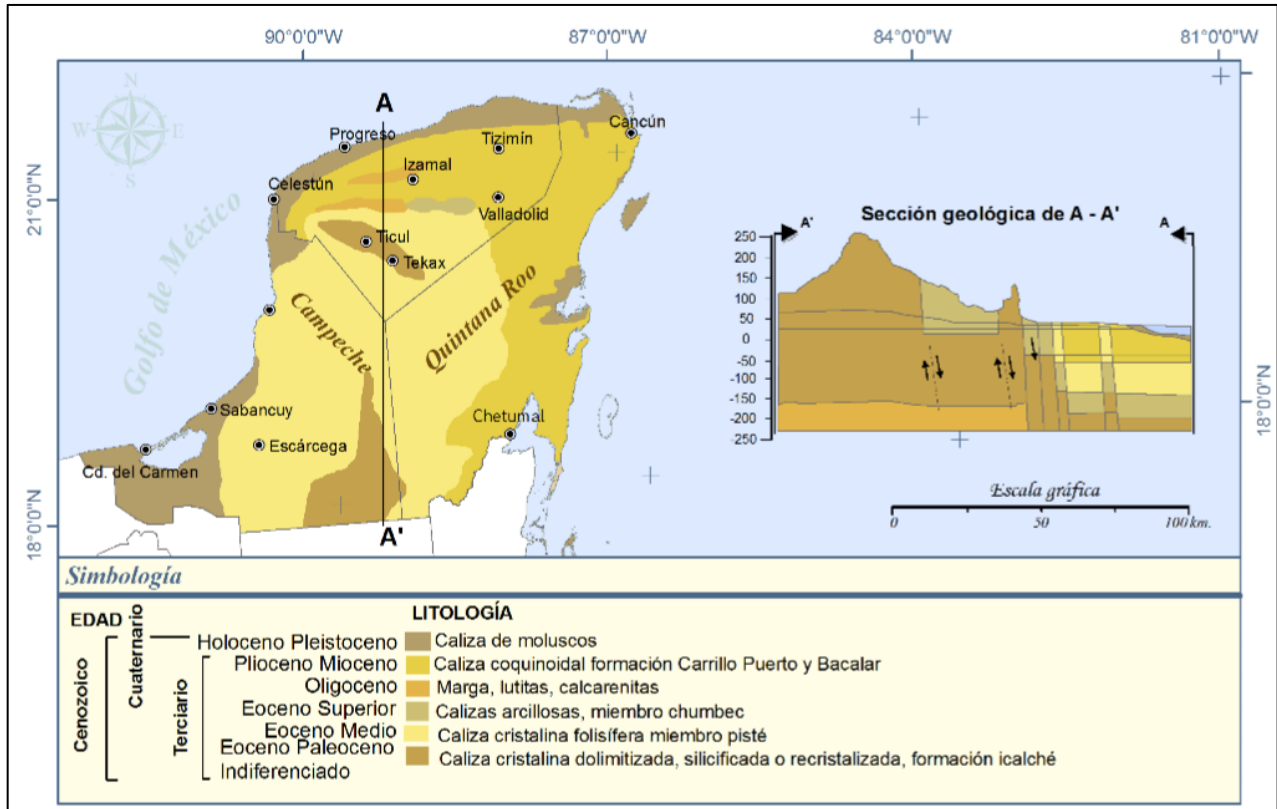 90°0'0"W 87°0'0"W 84°0'0"W 81°0'0"W
N
W E
S
A
Progreso
Tizimín
Cancún
Izamal
Celestún
21°0'0"N
Valladolid
Ticul
Tekax
Golfo de México
Campeche
Quintana Roo
Sabancuy
Escárcega
Chetumal
Cd. del Carmen
18°0'0"N
A'
Sección geológica de A - A'
A' A
250
200
150
100
50
0
-50
-100
-150
-200
-250
18°0'0"N
Escala gráfica
0 50 100 km.
Simbología
EDAD LITOLOGÍA
Cenozoico
Cuaternario
Terciario
Holoceno Pleistoceno Caliza de moluscos
Plioceno Mioceno Caliza coquinoidal formación Carrillo Puerto y Bacalar
Oligoceno Marga, lutitas, calcarenitas
Eoceno Superior Calizas arcillosas, miembro chumbec
Eoceno Medio Caliza cristalina folisífera miembro pisté
Eoceno Paleoceno Caliza cristalina dolimitizada, silicificada o recristalizada, formación icalché
Indiferenciado